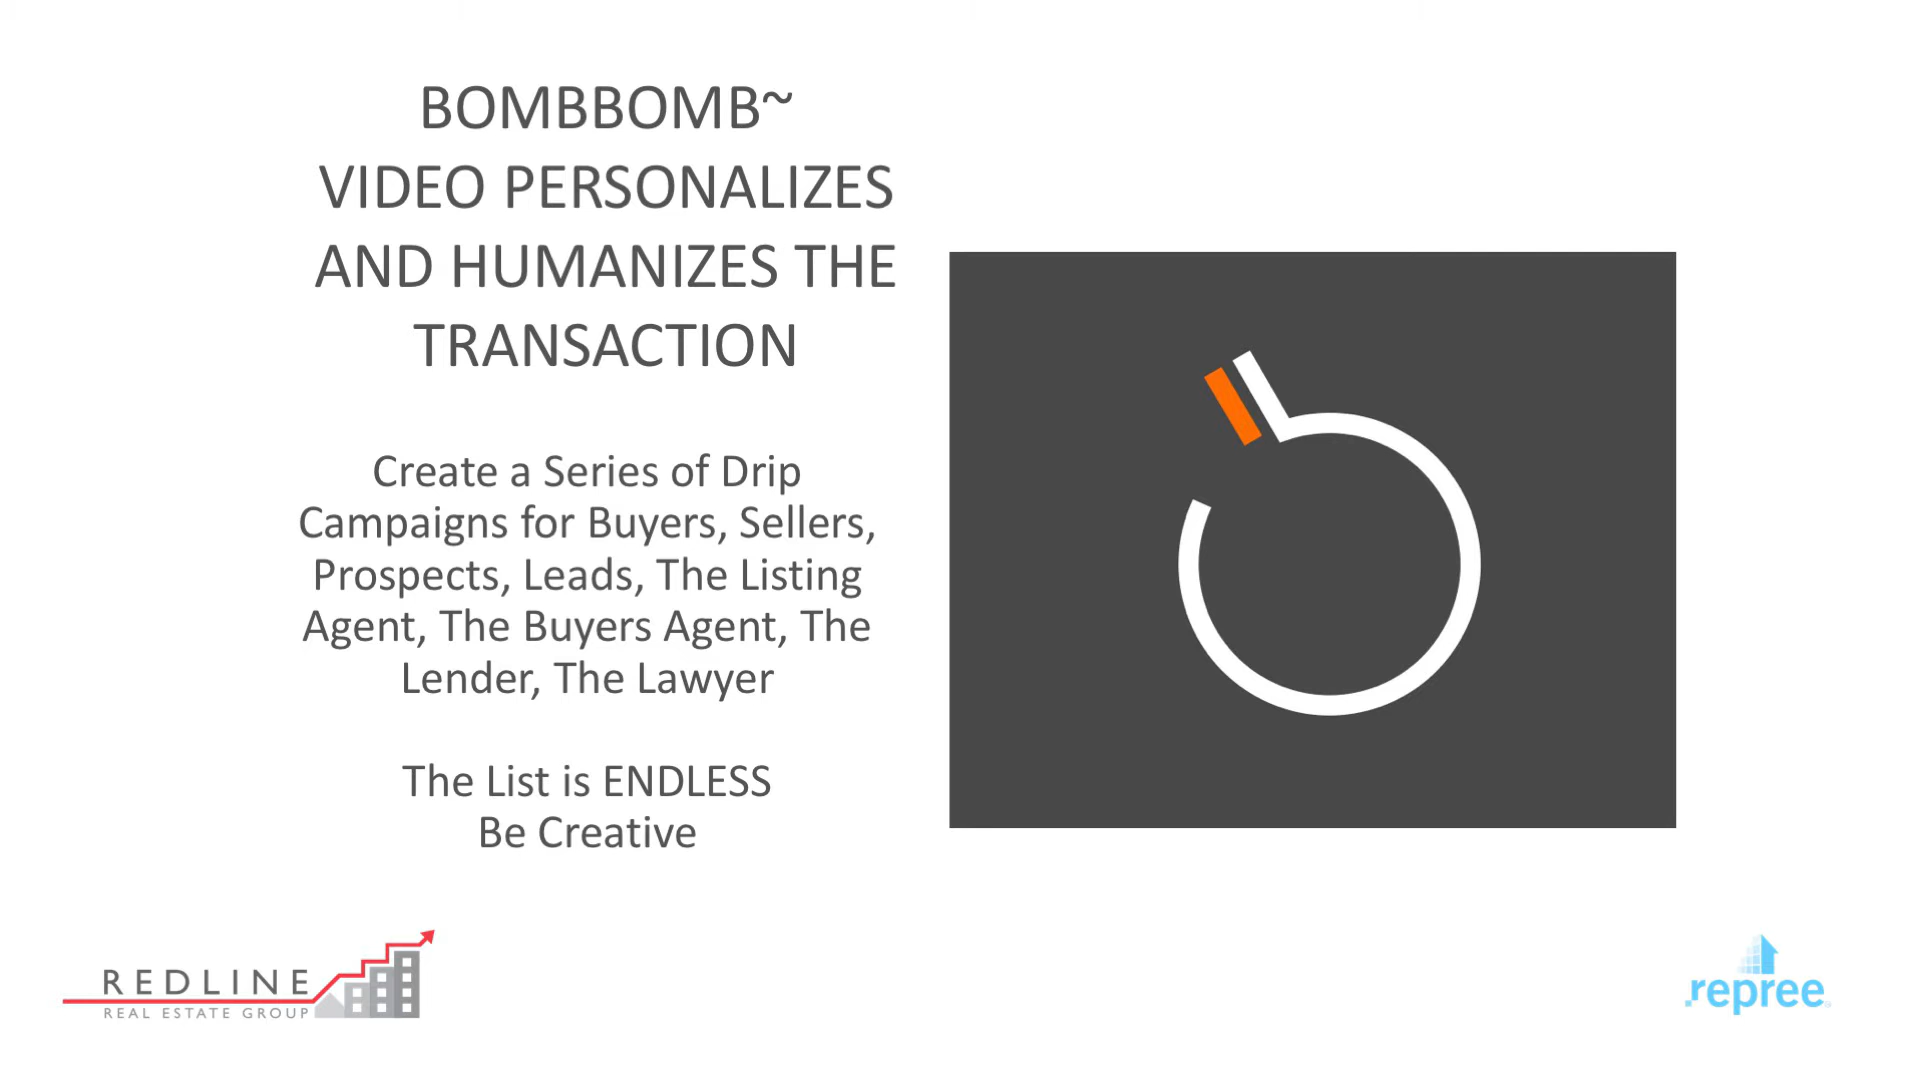 BOMBBOMB~
VIDEO PERSONALIZES
AND HUMANIZES THE
TRANSACTION
Create a Series of Drip
Campaigns for Buyers, Sellers,
Prospects, Leads, The Listing
Agent, The Buyers Agent, The
Lender, The Lawyer
The List is ENDLESS
Be Creative
REDLINE
REAL ESTATE GROUP
.repree